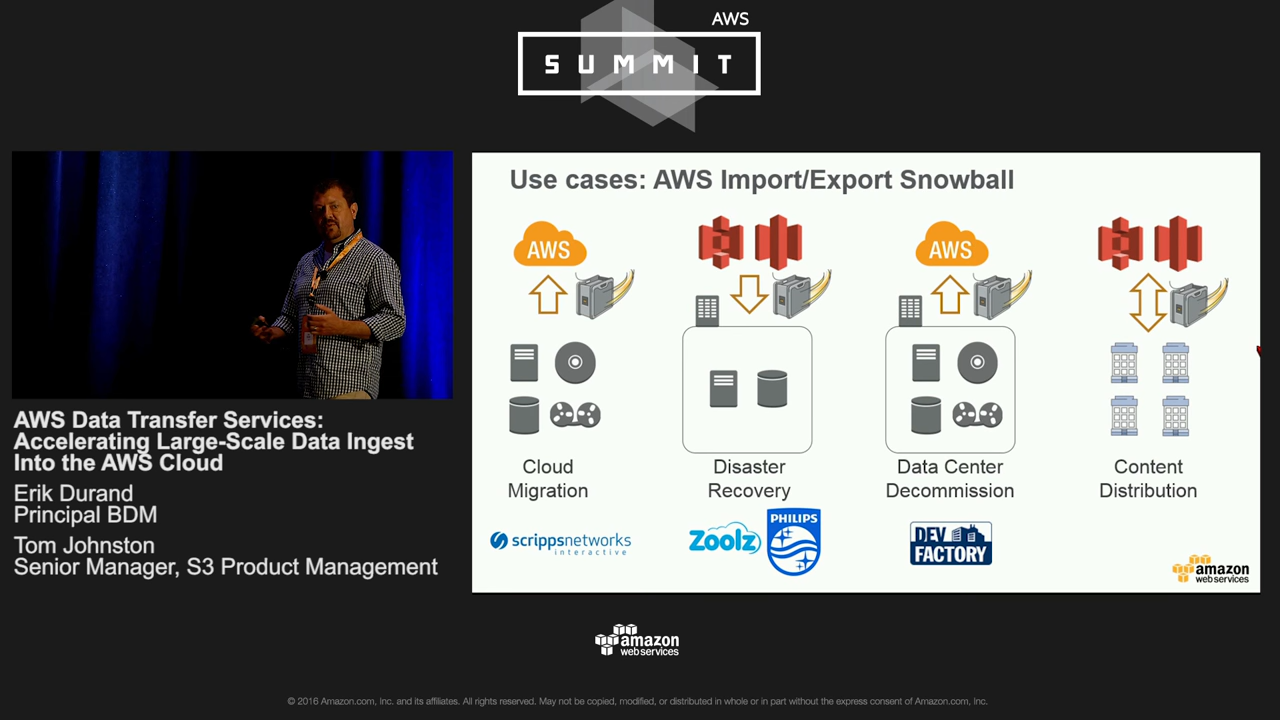 AWS
SUMMIT
Use cases: AWS Import/Export Snowball
AWS
AWS
Cloud
Migration
Disaster
Recovery
Data Center
Decommission
Content
Distribution
scrippsnetworks
interactive
Zoolz
PHILIPS
DEV
FACTORY
amazon
web services
AWS Data Transfer Services:
Accelerating Large-Scale Data Ingest
Into the AWS Cloud
Erik Durand
Principal BDM
Tom Johnston
Senior Manager, S3 Product Management
amazon
web services
© 2016 Amazon.com, Inc. and its affiliates. All rights reserved. May not be copied, modified, or distributed in whole or in part without the express consent of Amazon.com, Inc.